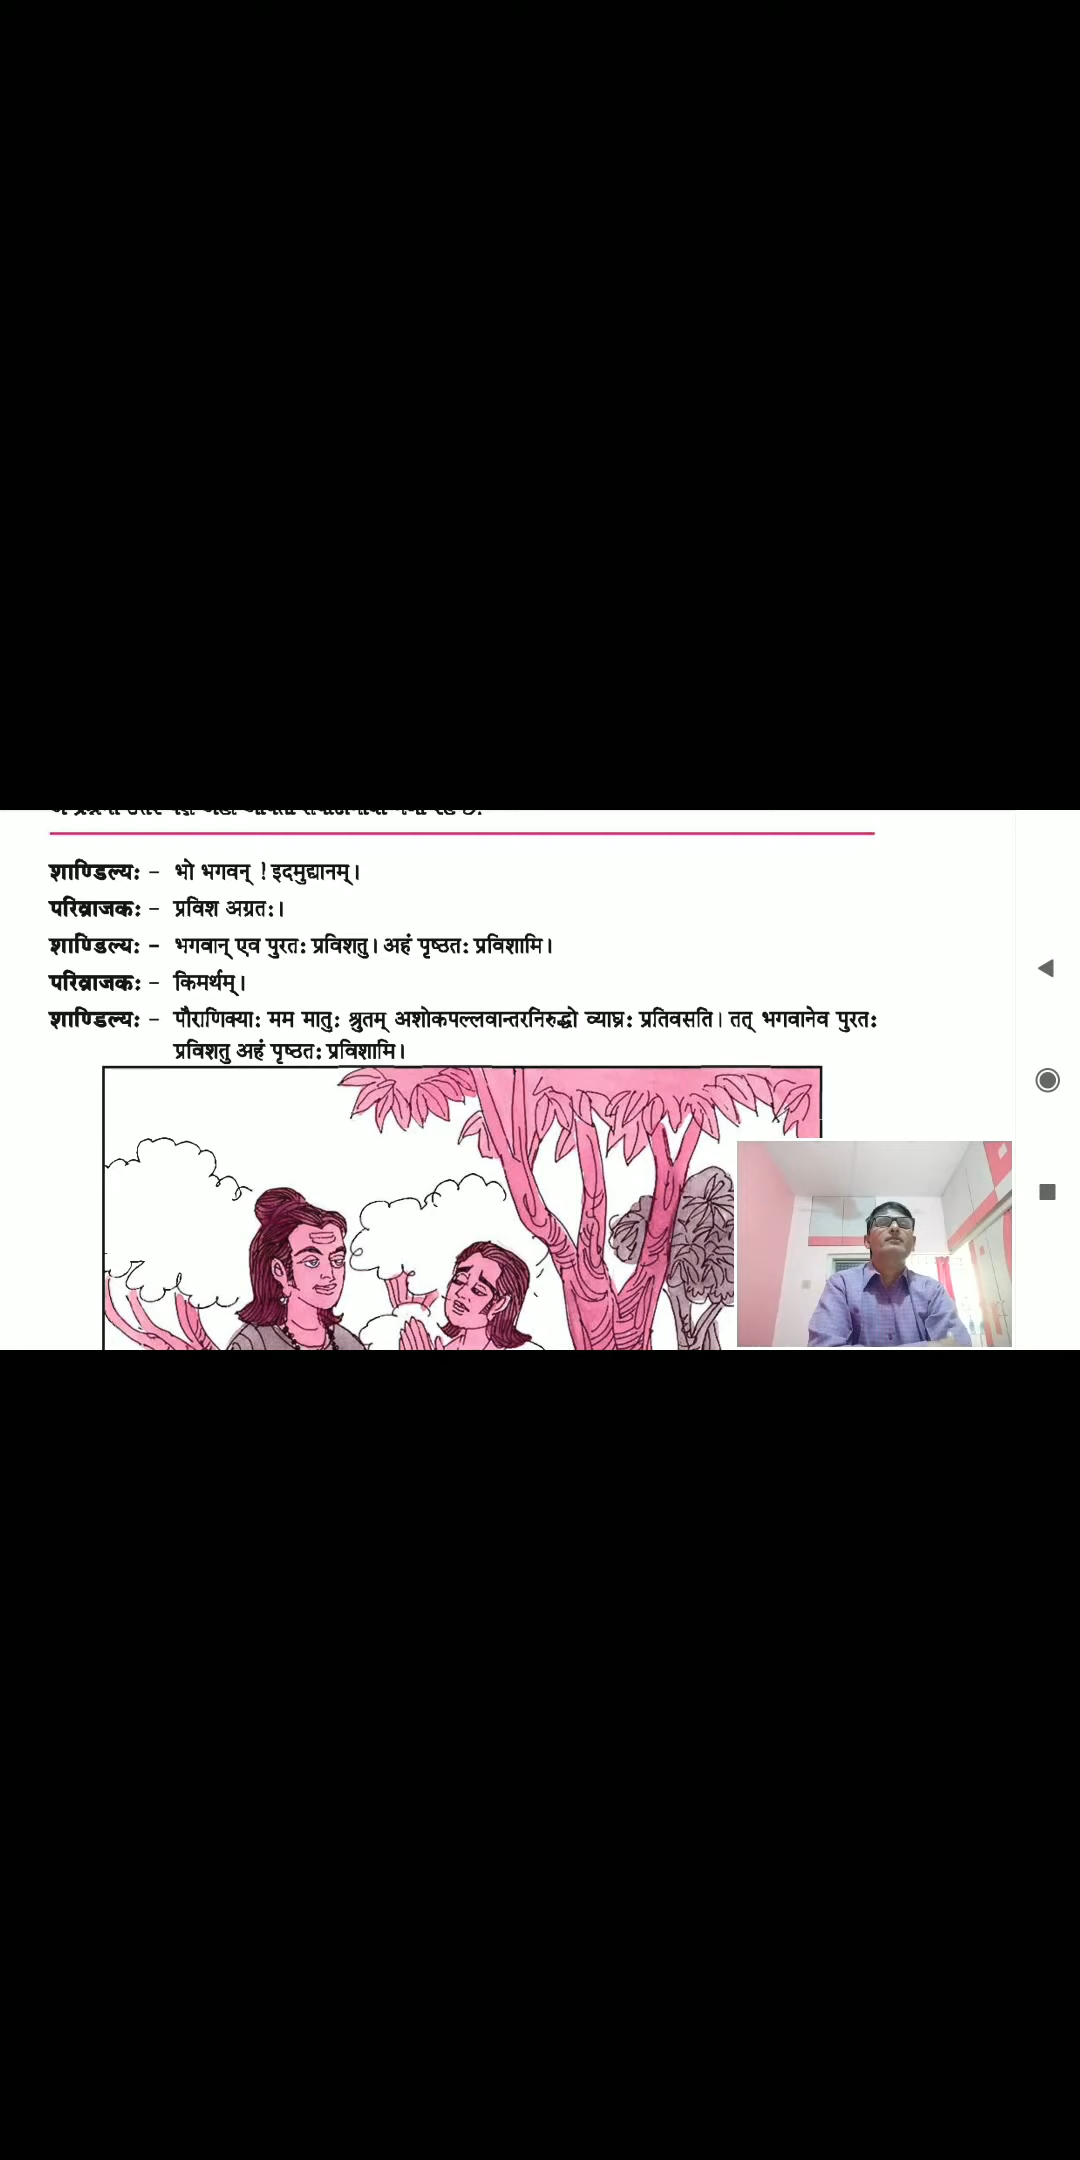 शाण्डिल्यः - भो भगवन् ! इदमुद्यानम्।
परिव्राजकः - प्रविश अग्रतः।
शाण्डिल्यः - भगवान् एव पुरतः प्रविशतु। अहं पृष्ठतः प्रविशामि।
परिव्राजकः - किमर्थम्।
शाण्डिल्यः - पौराणिक्याः मम मातुः श्रुतम् अशोकपल्लवान्तरनिरुद्धो व्याघ्रः प्रतिवसति। तत् भगवानेव पुरतः
प्रविशतु अहं पृष्ठतः प्रविशामि।